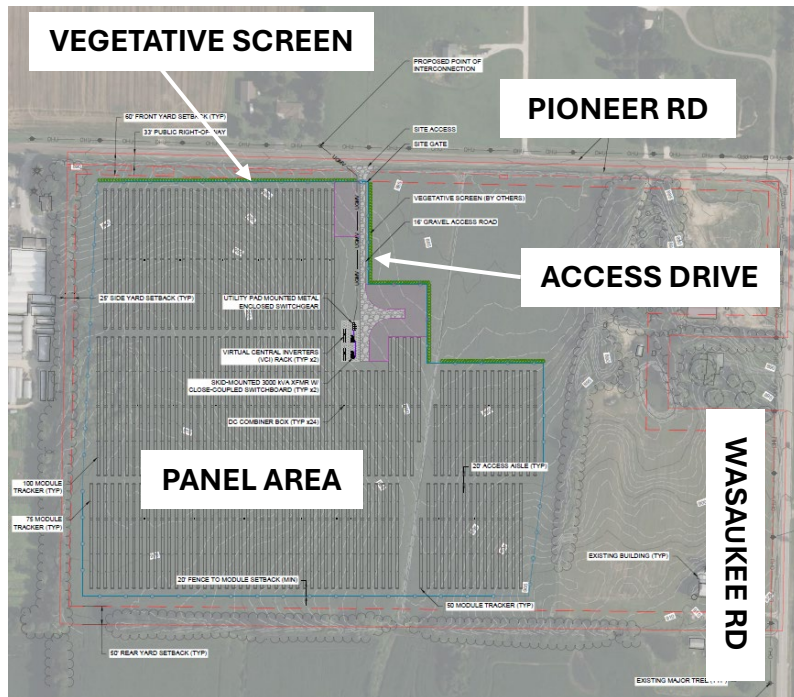 VEGETATIVE SCREEN
PROPOSED POINT OF
INTERCONNECTION
PIONEER RD
60' FRONT YARD SETBACK (TYP)
33' PUBLIC RIGHT-OF-WAY
SITE ACCESS
SITE GATE
VEGETATIVE SCREEN (BY OTHERS)
16' GRAVEL ACCESS ROAD
ACCESS DRIVE
25' SIDE YARD SETBACK (TYP)
UTILITY PAD MOUNTED METAL
ENCLOSED SWITCHGEAR
VIRTUAL CENTRAL INVERTERS
(VCI) RACK (TYP x2)
SKID-MOUNTED 3000 kVA XFMR W/
CLOSE-COUPLED SWITCHBOARD (TYP x2)
DC COMBINER BOX (TYP x24)
PANEL AREA
20' ACCESS AISLE (TYP)
WASAUKEE RD
100 MODULE
TRACKER (TYP)
75 MODULE
TRACKER (TYP)
EXISTING BUILDING (TYP)
20' FENCE TO MODULE SETBACK (MIN)
50 MODULE TRACKER (TYP)
50' REAR YARD SETBACK (TYP)
EXISTING MAJOR TREE